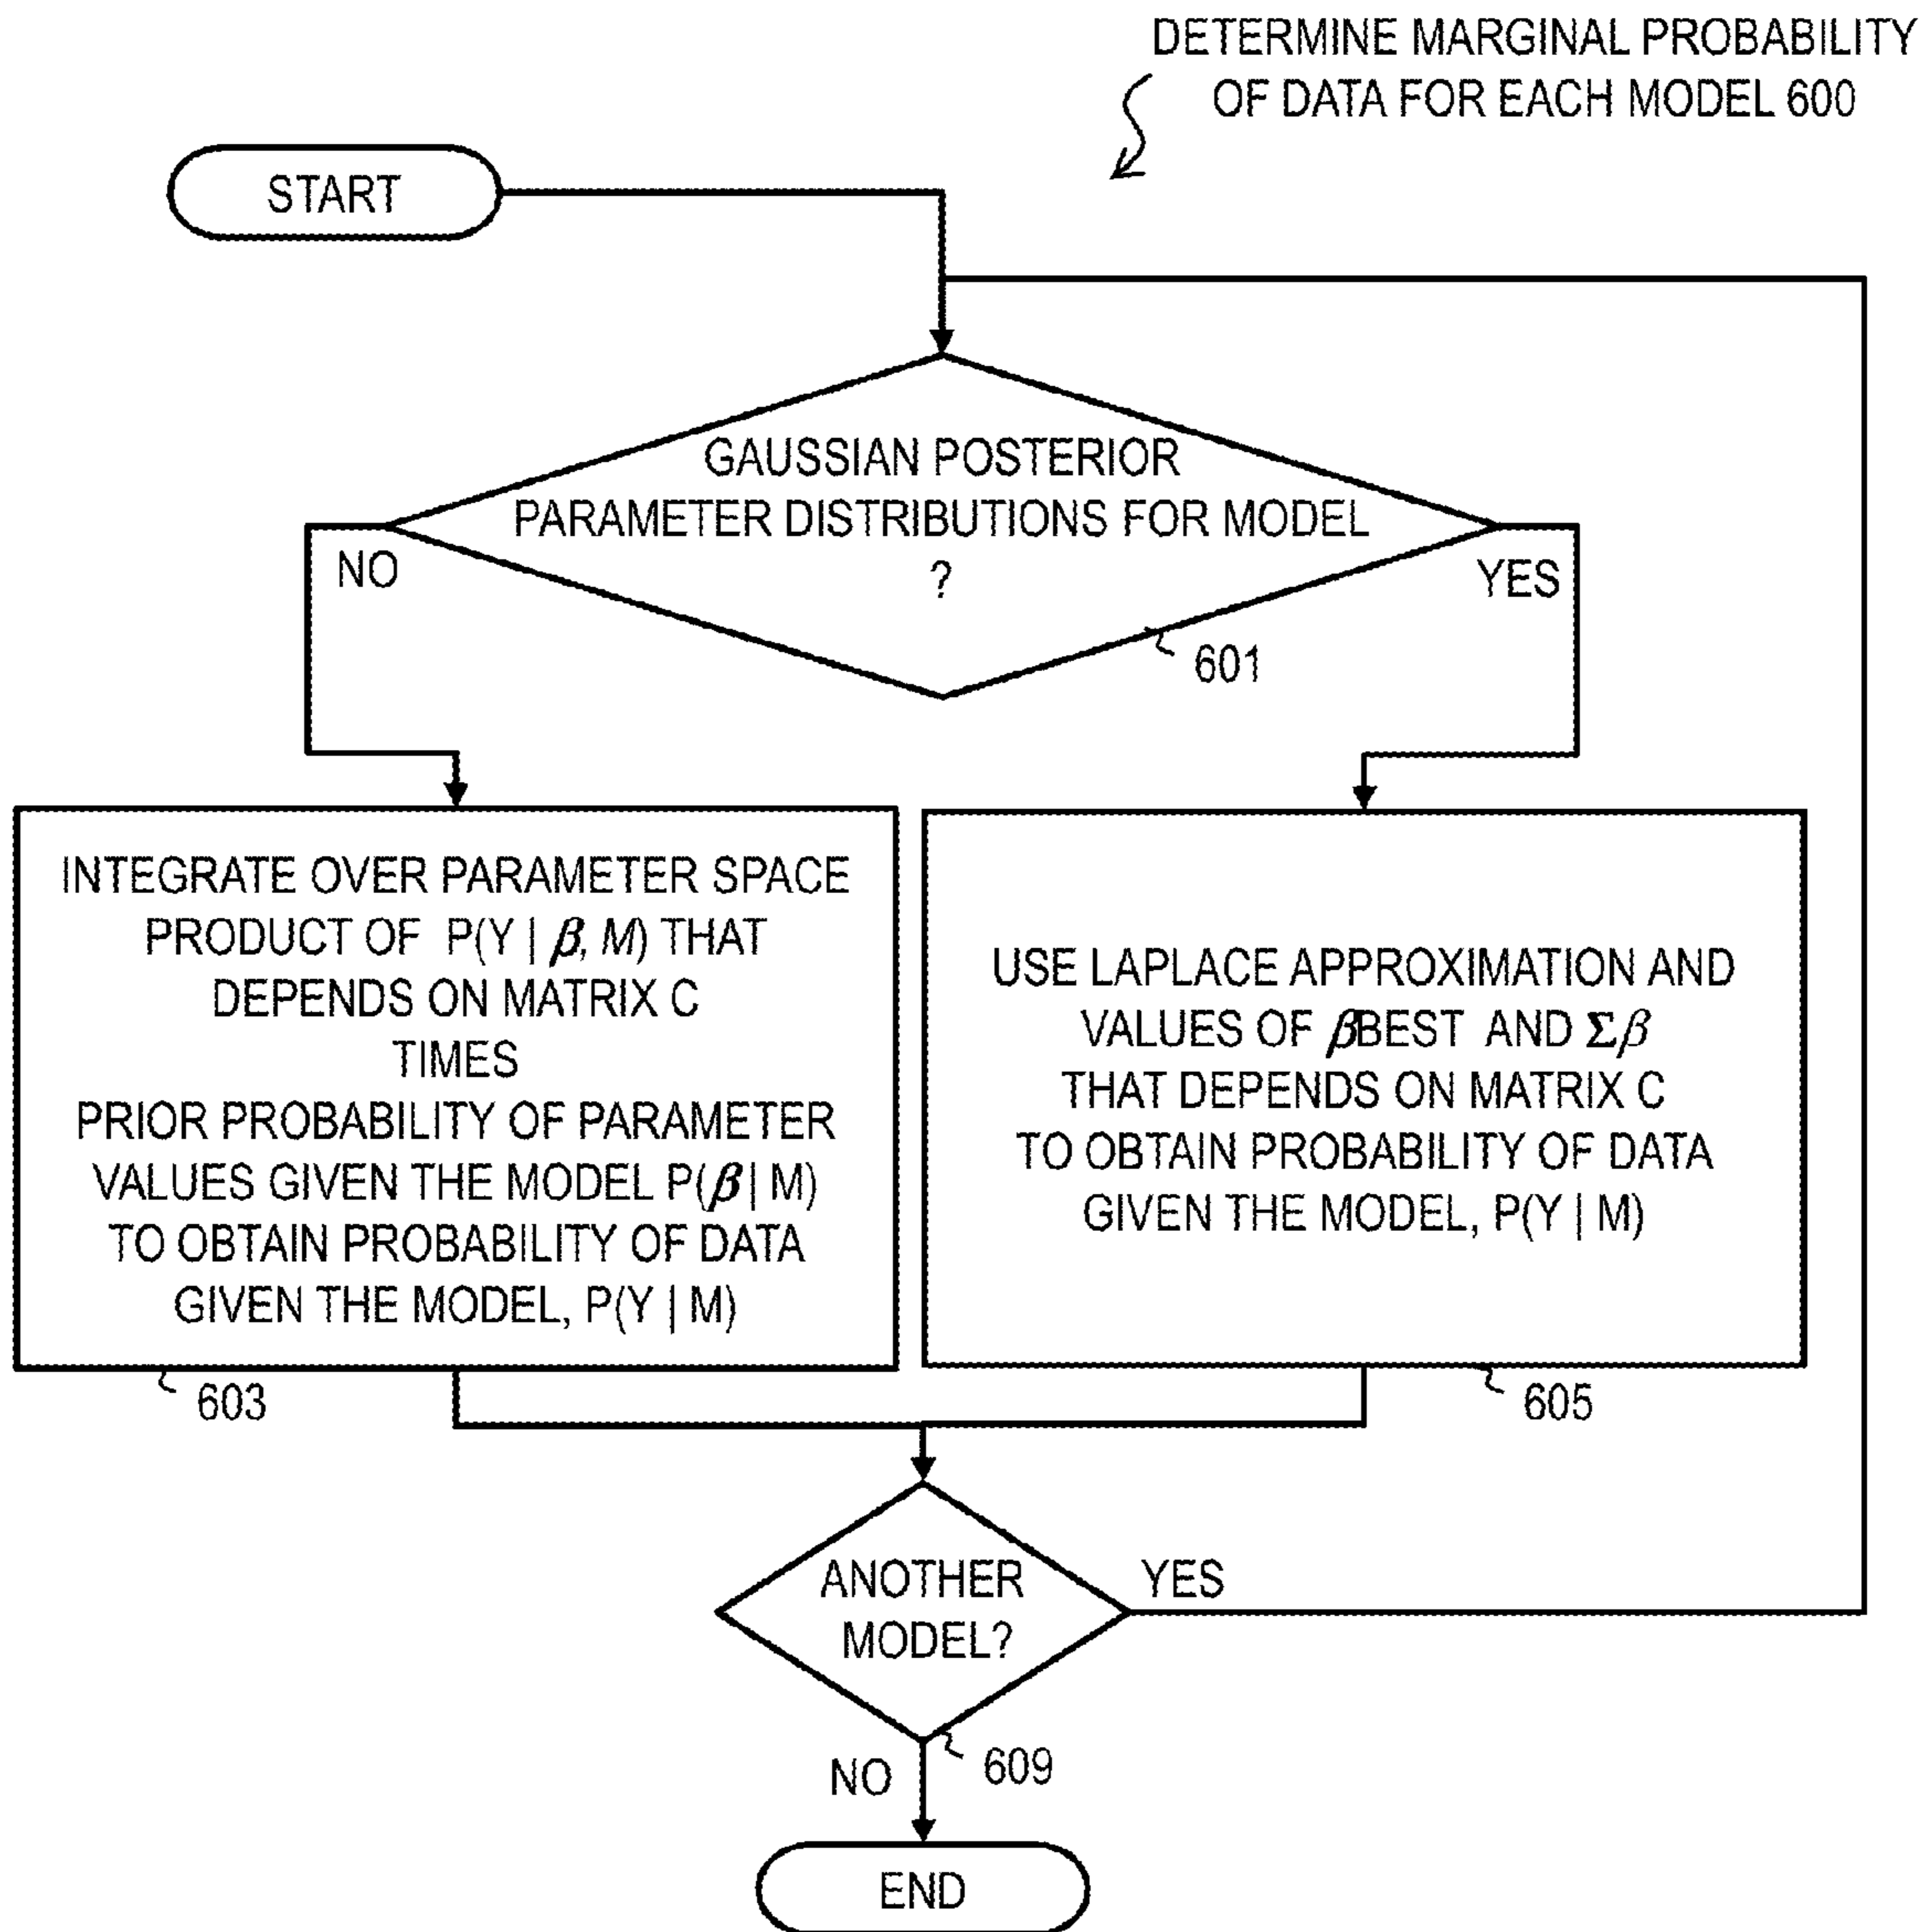 DETERMINE MARGINAL PROBABILITY
OF DATA FOR EACH MODEL 600
START
GAUSSIAN POSTERIOR
PARAMETER DISTRIBUTIONS FOR MODEL
?
NO
YES
601
INTEGRATE OVER PARAMETER SPACE
PRODUCT OF P(Y | β, M) THAT
DEPENDS ON MATRIX C
TIMES
PRIOR PROBABILITY OF PARAMETER
VALUES GIVEN THE MODEL P(β | M)
TO OBTAIN PROBABILITY OF DATA
GIVEN THE MODEL, P(Y | M)
603
USE LAPLACE APPROXIMATION AND
VALUES OF βBEST AND Σβ
THAT DEPENDS ON MATRIX C
TO OBTAIN PROBABILITY OF DATA
GIVEN THE MODEL, P(Y | M)
605
ANOTHER
MODEL?
YES
609
NO
END